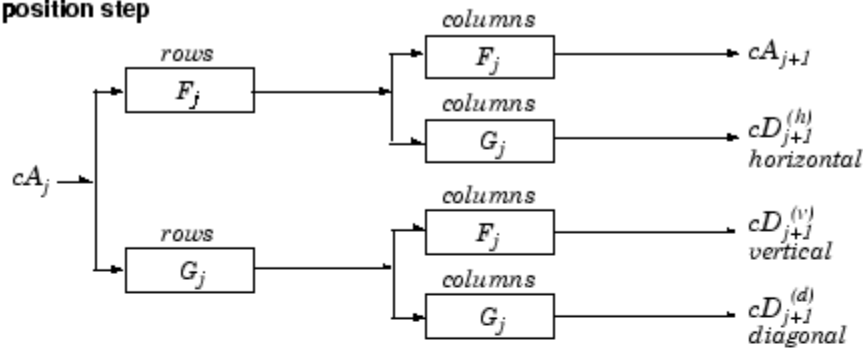 position step
columns
rows
F_j
cA_{j+1}
F_j
columns
G_j
cD_{j+1}^{(h)}
horizontal
cA_j
columns
rows
F_j
cD_{j+1}^{(v)}
vertical
G_j
columns
G_j
cD_{j+1}^{(d)}
diagonal